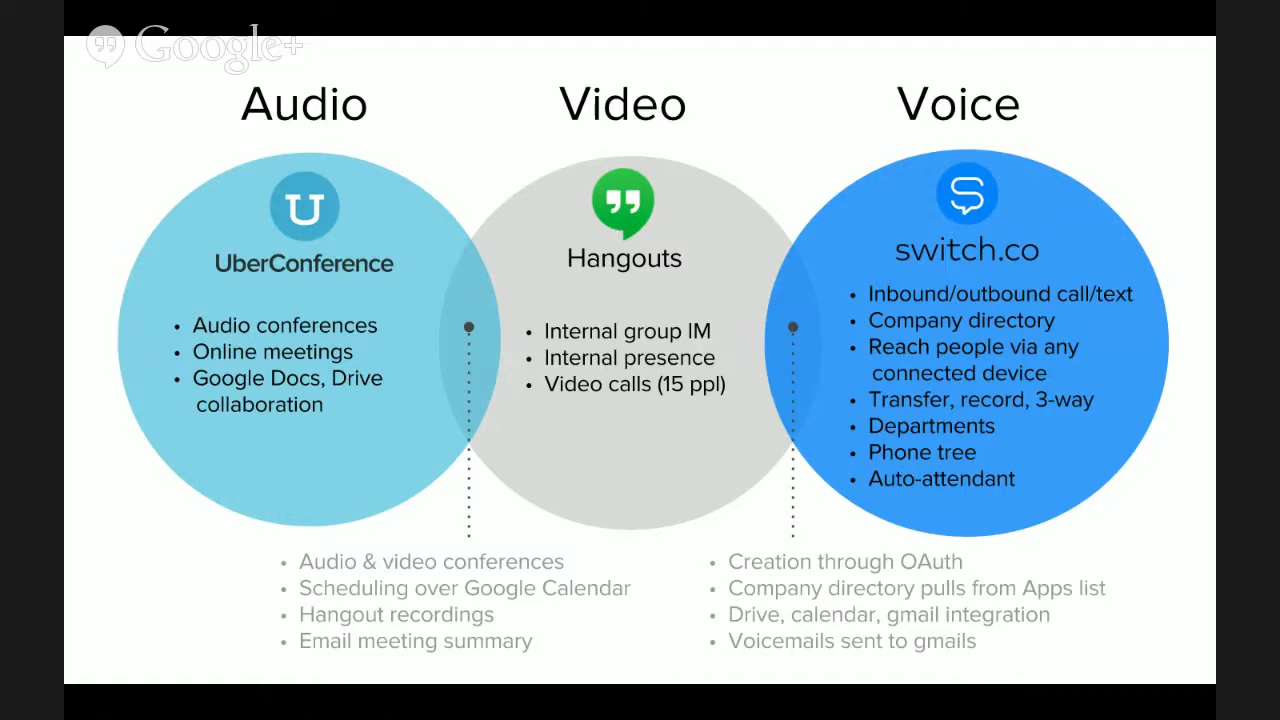 Google+
Audio
Video
Voice
UberConference
• Audio conferences
• Online meetings
• Google Docs, Drive
collaboration
Hangouts
• Internal group IM
• Internal presence
• Video calls (15 ppl)
switch.co
• Inbound/outbound call/text
• Company directory
• Reach people via any
connected device
• Transfer, record, 3-way
• Departments
• Phone tree
• Auto-attendant
• Audio & video conferences
• Scheduling over Google Calendar
• Hangout recordings
• Email meeting summary
• Creation through OAuth
• Company directory pulls from Apps list
• Drive, calendar, gmail integration
• Voicemails sent to gmails